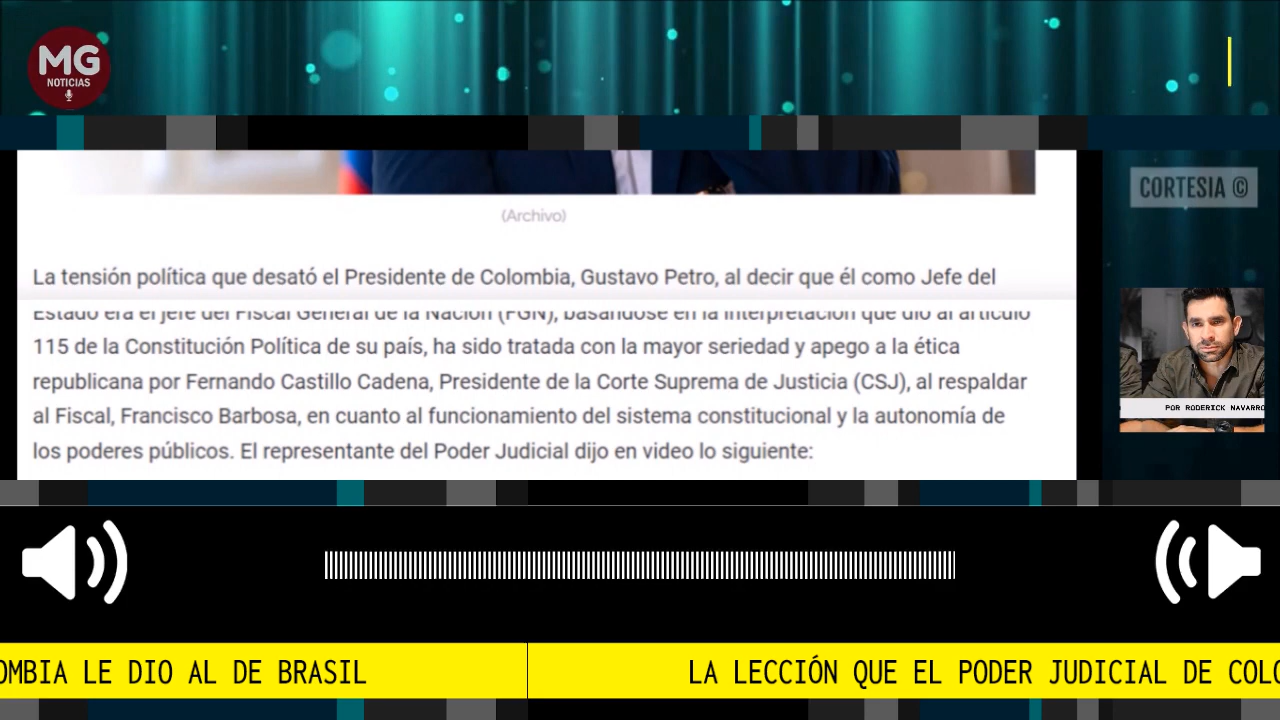 MG
NOTICIAS
CORTESIA ©
(Archivo)
La tensión política que desató el Presidente de Colombia, Gustavo Petro, al decir que él como Jefe del
Estado era el jefe del Fiscal General de la Nación (FGN), basándose en la interpretación que dio al artículo
115 de la Constitución Política de su país, ha sido tratada con la mayor seriedad y apego a la ética
republicana por Fernando Castillo Cadena, Presidente de la Corte Suprema de Justicia (CSJ), al respaldar
al Fiscal, Francisco Barbosa, en cuanto al funcionamiento del sistema constitucional y la autonomía de
los poderes públicos. El representante del Poder Judicial dijo en video lo siguiente:
POR RODERICK NAVARRO
OMBIA LE DIO AL DE BRASIL
LA LECCIÓN QUE EL PODER JUDICIAL DE COLO